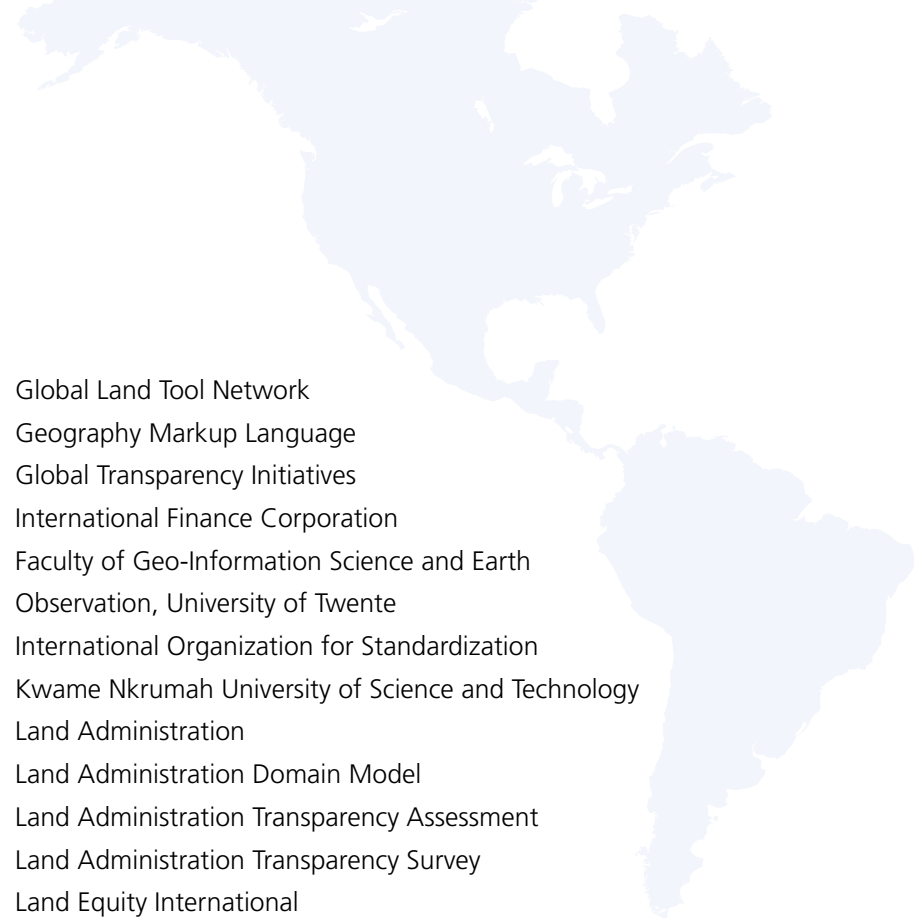 Global Land Tool Network
Geography Markup Language
Global Transparency Initiatives
International Finance Corporation
Faculty of Geo-Information Science and Earth
Observation, University of Twente
International Organization for Standardization
Kwame Nkrumah University of Science and Technology
Land Administration
Land Administration Domain Model
Land Administration Transparency Assessment
Land Administration Transparency Survey
Land Equity International